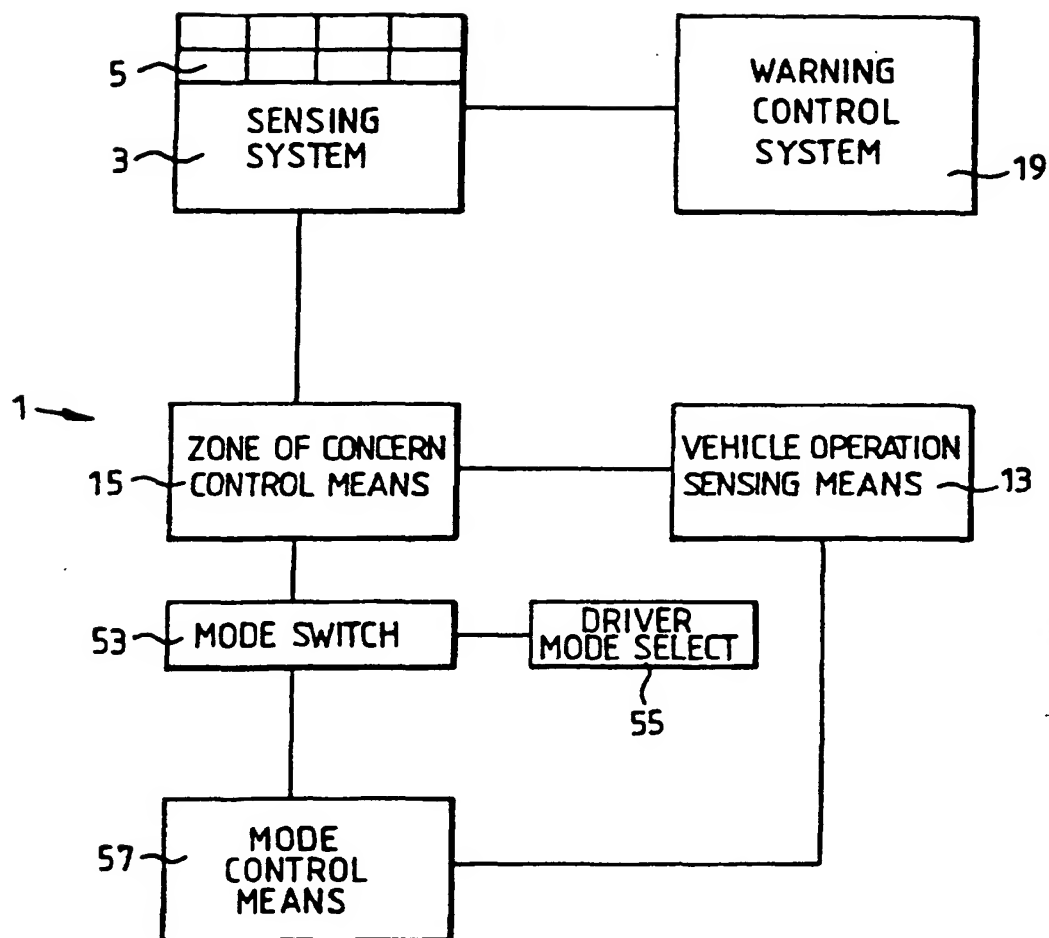 5
SENSING
SYSTEM
3
WARNING
CONTROL
SYSTEM
19
1
ZONE OF CONCERN
CONTROL MEANS
15
VEHICLE OPERATION
SENSING MEANS
13
53
MODE SWITCH
DRIVER
MODE SELECT
55
57
MODE
CONTROL
MEANS